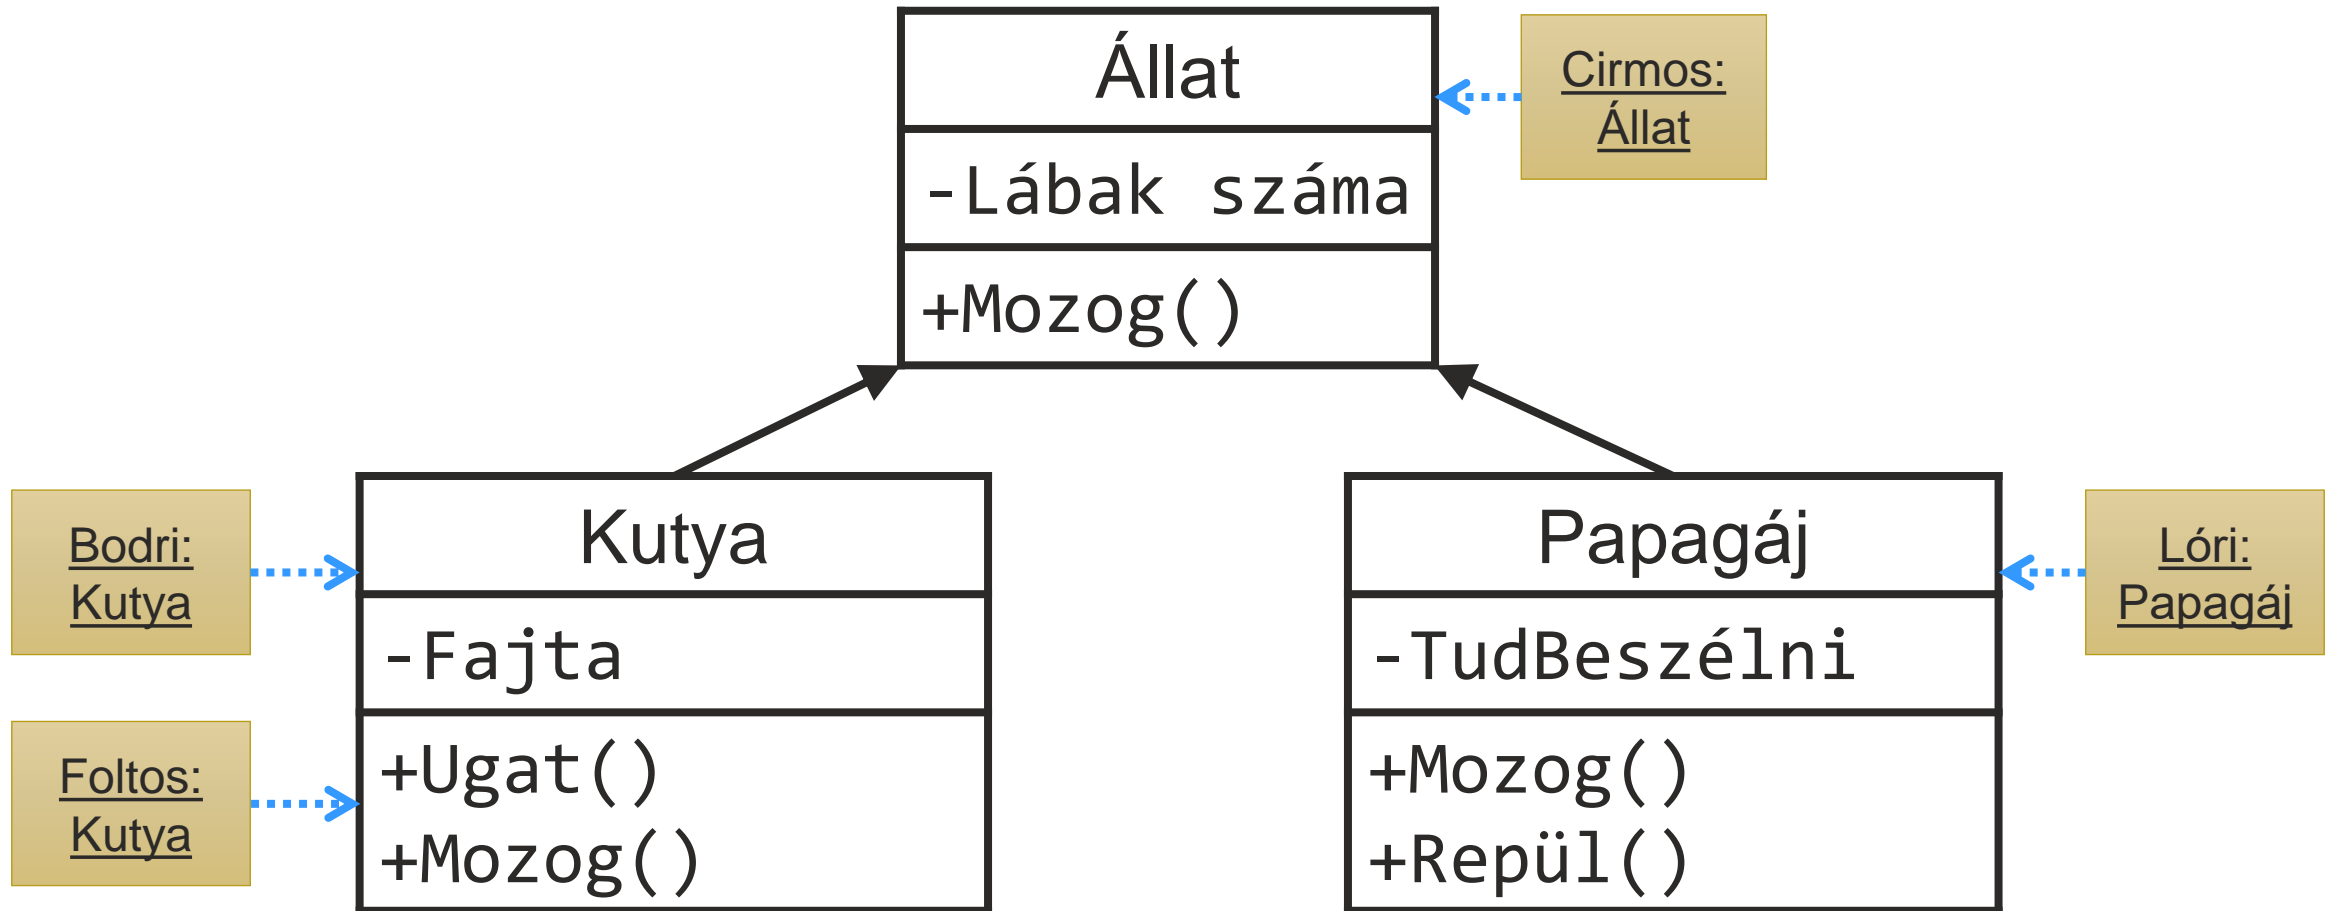 Állat
-Lábak száma
+Mozog()
Cirmos:
Állat
Bodri:
Kutya
Foltos:
Kutya
Kutya
-Fajta
+Ugat()
+Mozog()
Papagáj
-TudBeszélni
+Mozog()
+Repül()
Lóri:
Papagáj